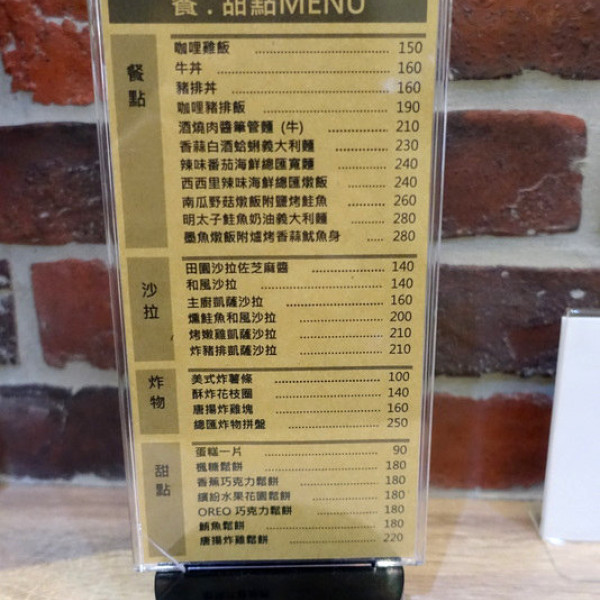 餐.甜點MENU
餐點
咖哩雞飯 150
牛丼 160
豬排丼 160
咖哩豬排飯 190
酒燒肉醬筆管麵 (牛) 210
香蒜白酒蛤蜊義大利麵 230
辣味番茄海鮮總匯寬麵 240
西西里辣味海鮮總匯燉飯 240
南瓜野菇燉飯附鹽烤鮭魚 260
明太子鮭魚奶油義大利麵 280
墨魚燉飯附爐烤香蒜魷魚身 280
沙拉
田園沙拉佐芝麻醬 140
和風沙拉 140
主廚凱薩沙拉 160
燻鮭魚和風沙拉 200
烤嫩雞凱薩沙拉 210
炸豬排凱薩沙拉 210
炸物
美式炸薯條 100
酥炸花枝圈 140
唐揚炸雞塊 160
總匯炸物拼盤 250
甜點
蛋糕一片 90
楓糖鬆餅 180
香蕉巧克力鬆餅 180
繽紛水果花園鬆餅 180
OREO 巧克力鬆餅 180
鮪魚鬆餅 180
唐揚炸雞鬆餅 220